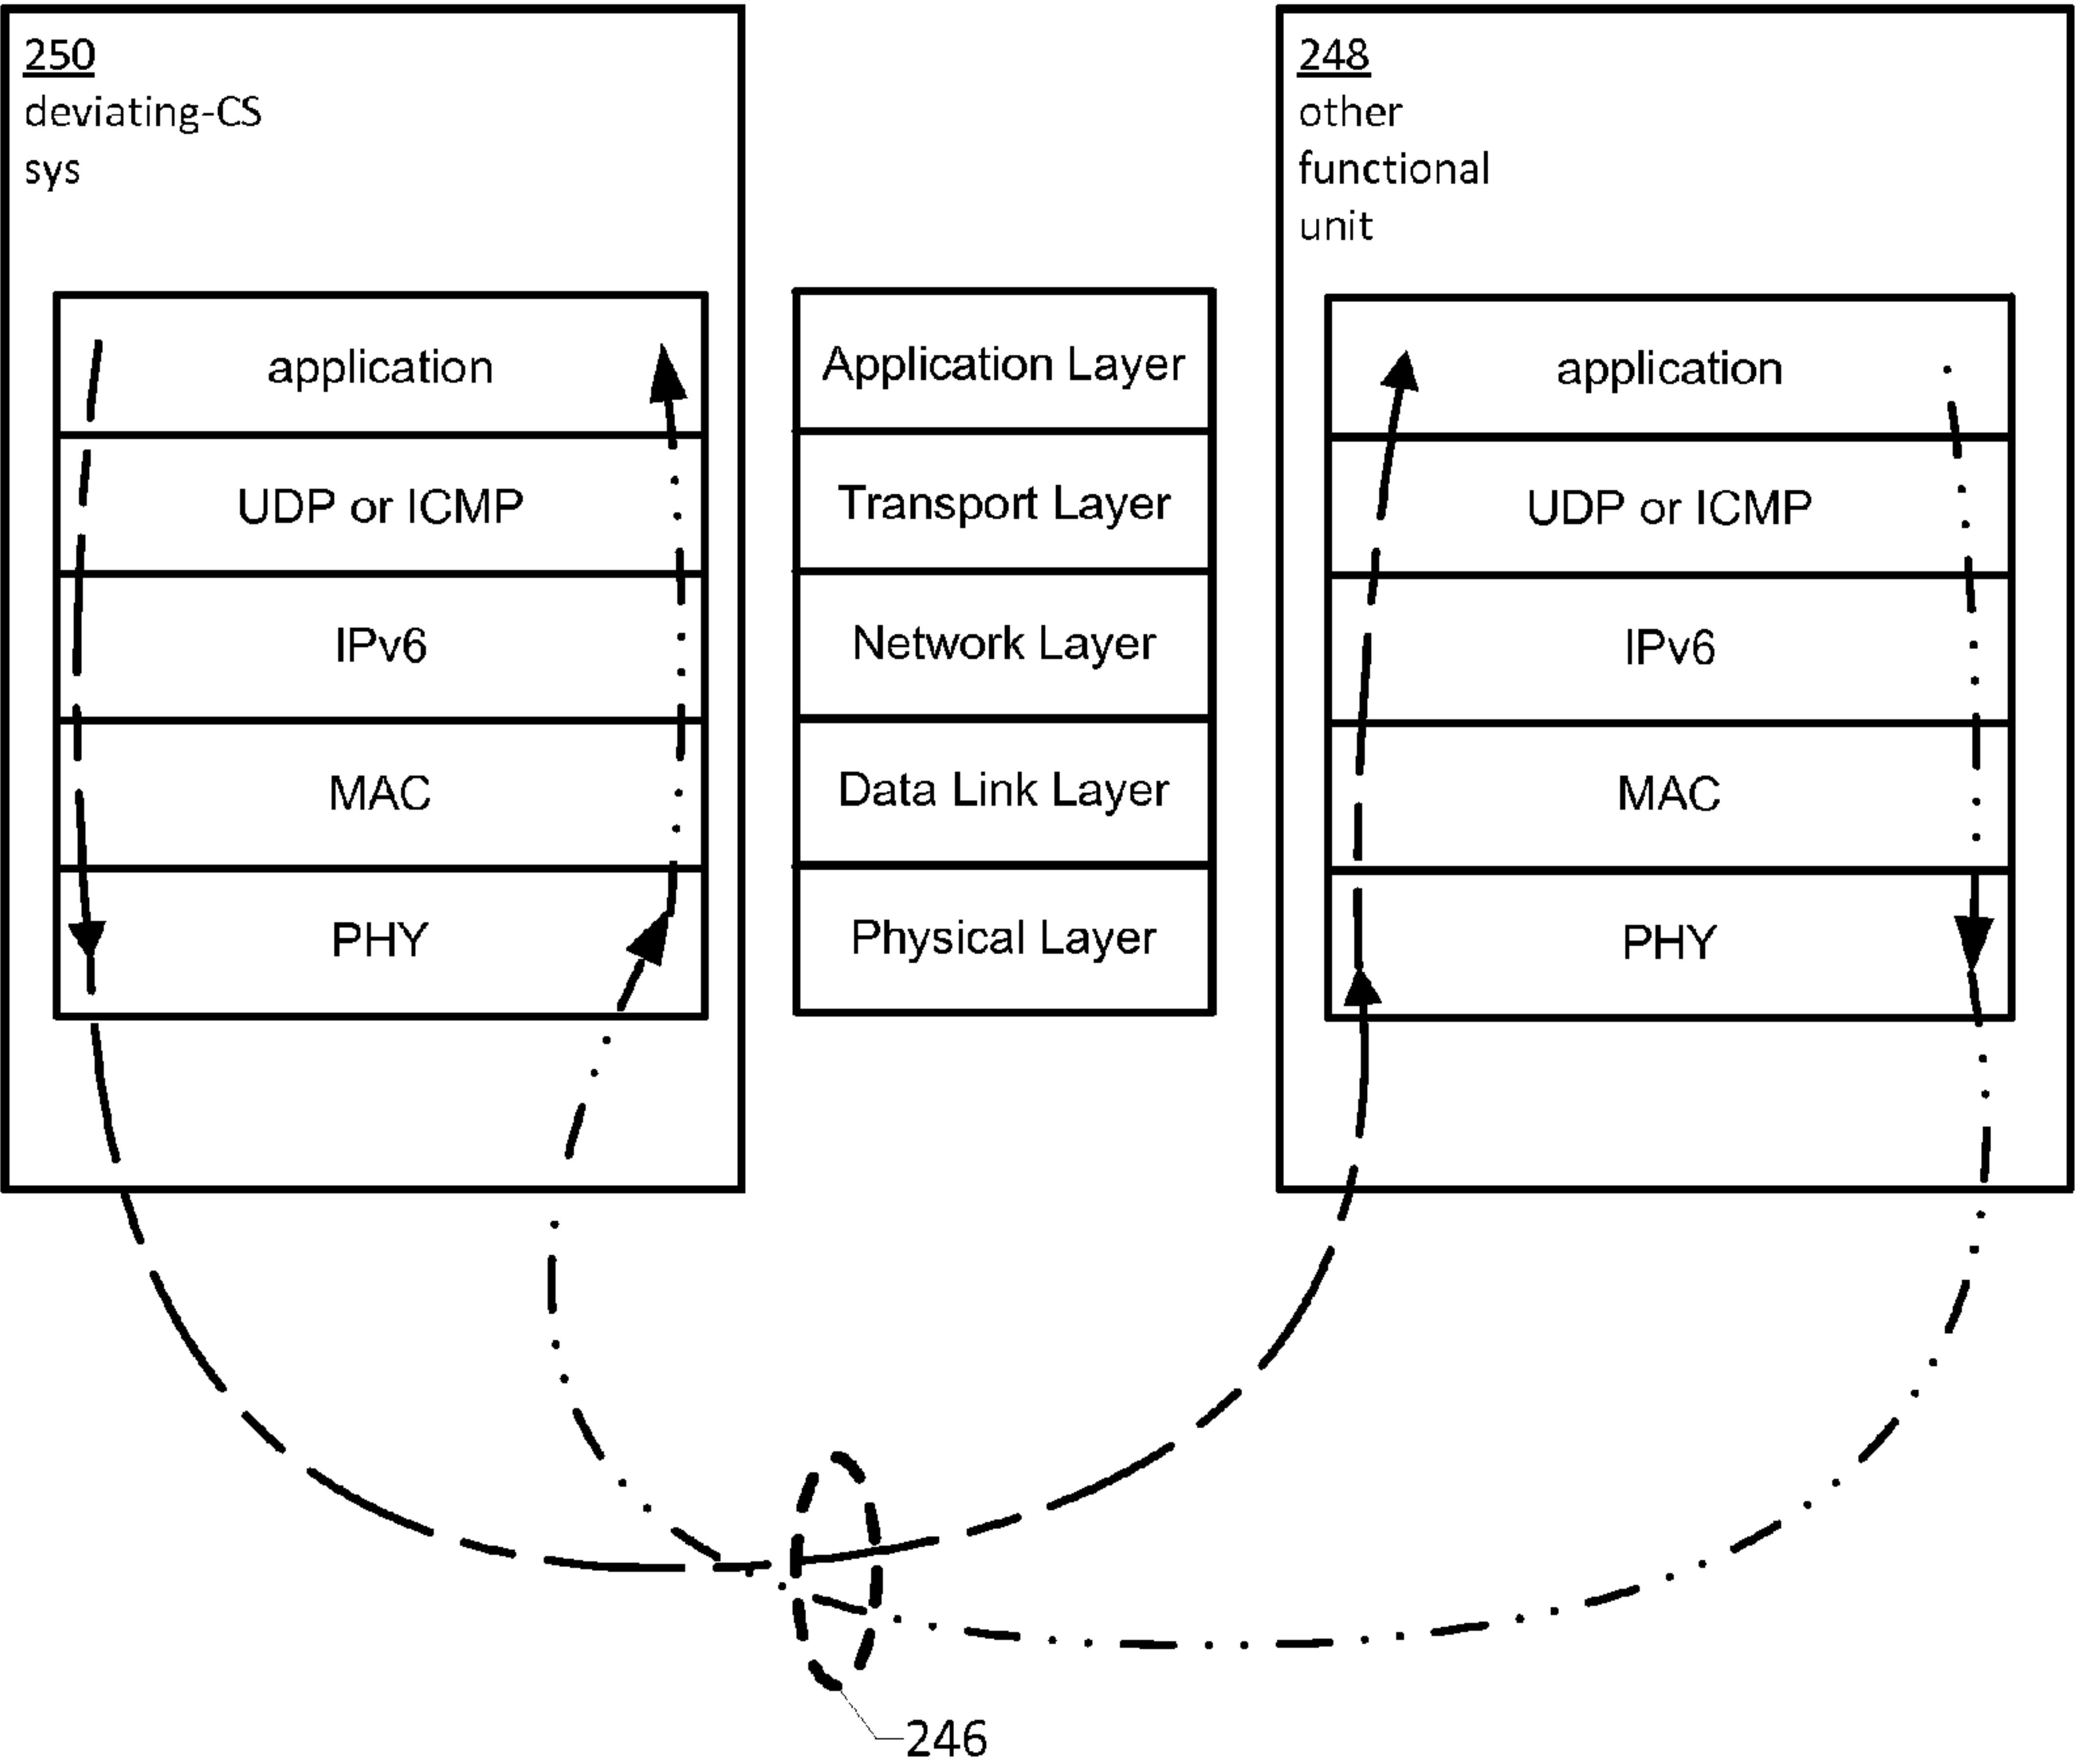 250
deviating-CS
sys
application
UDP or ICMP
IPv6
MAC
PHY
Application Layer
Transport Layer
Network Layer
Data Link Layer
Physical Layer
248
other
functional
unit
application
UDP or ICMP
IPv6
MAC
PHY
246